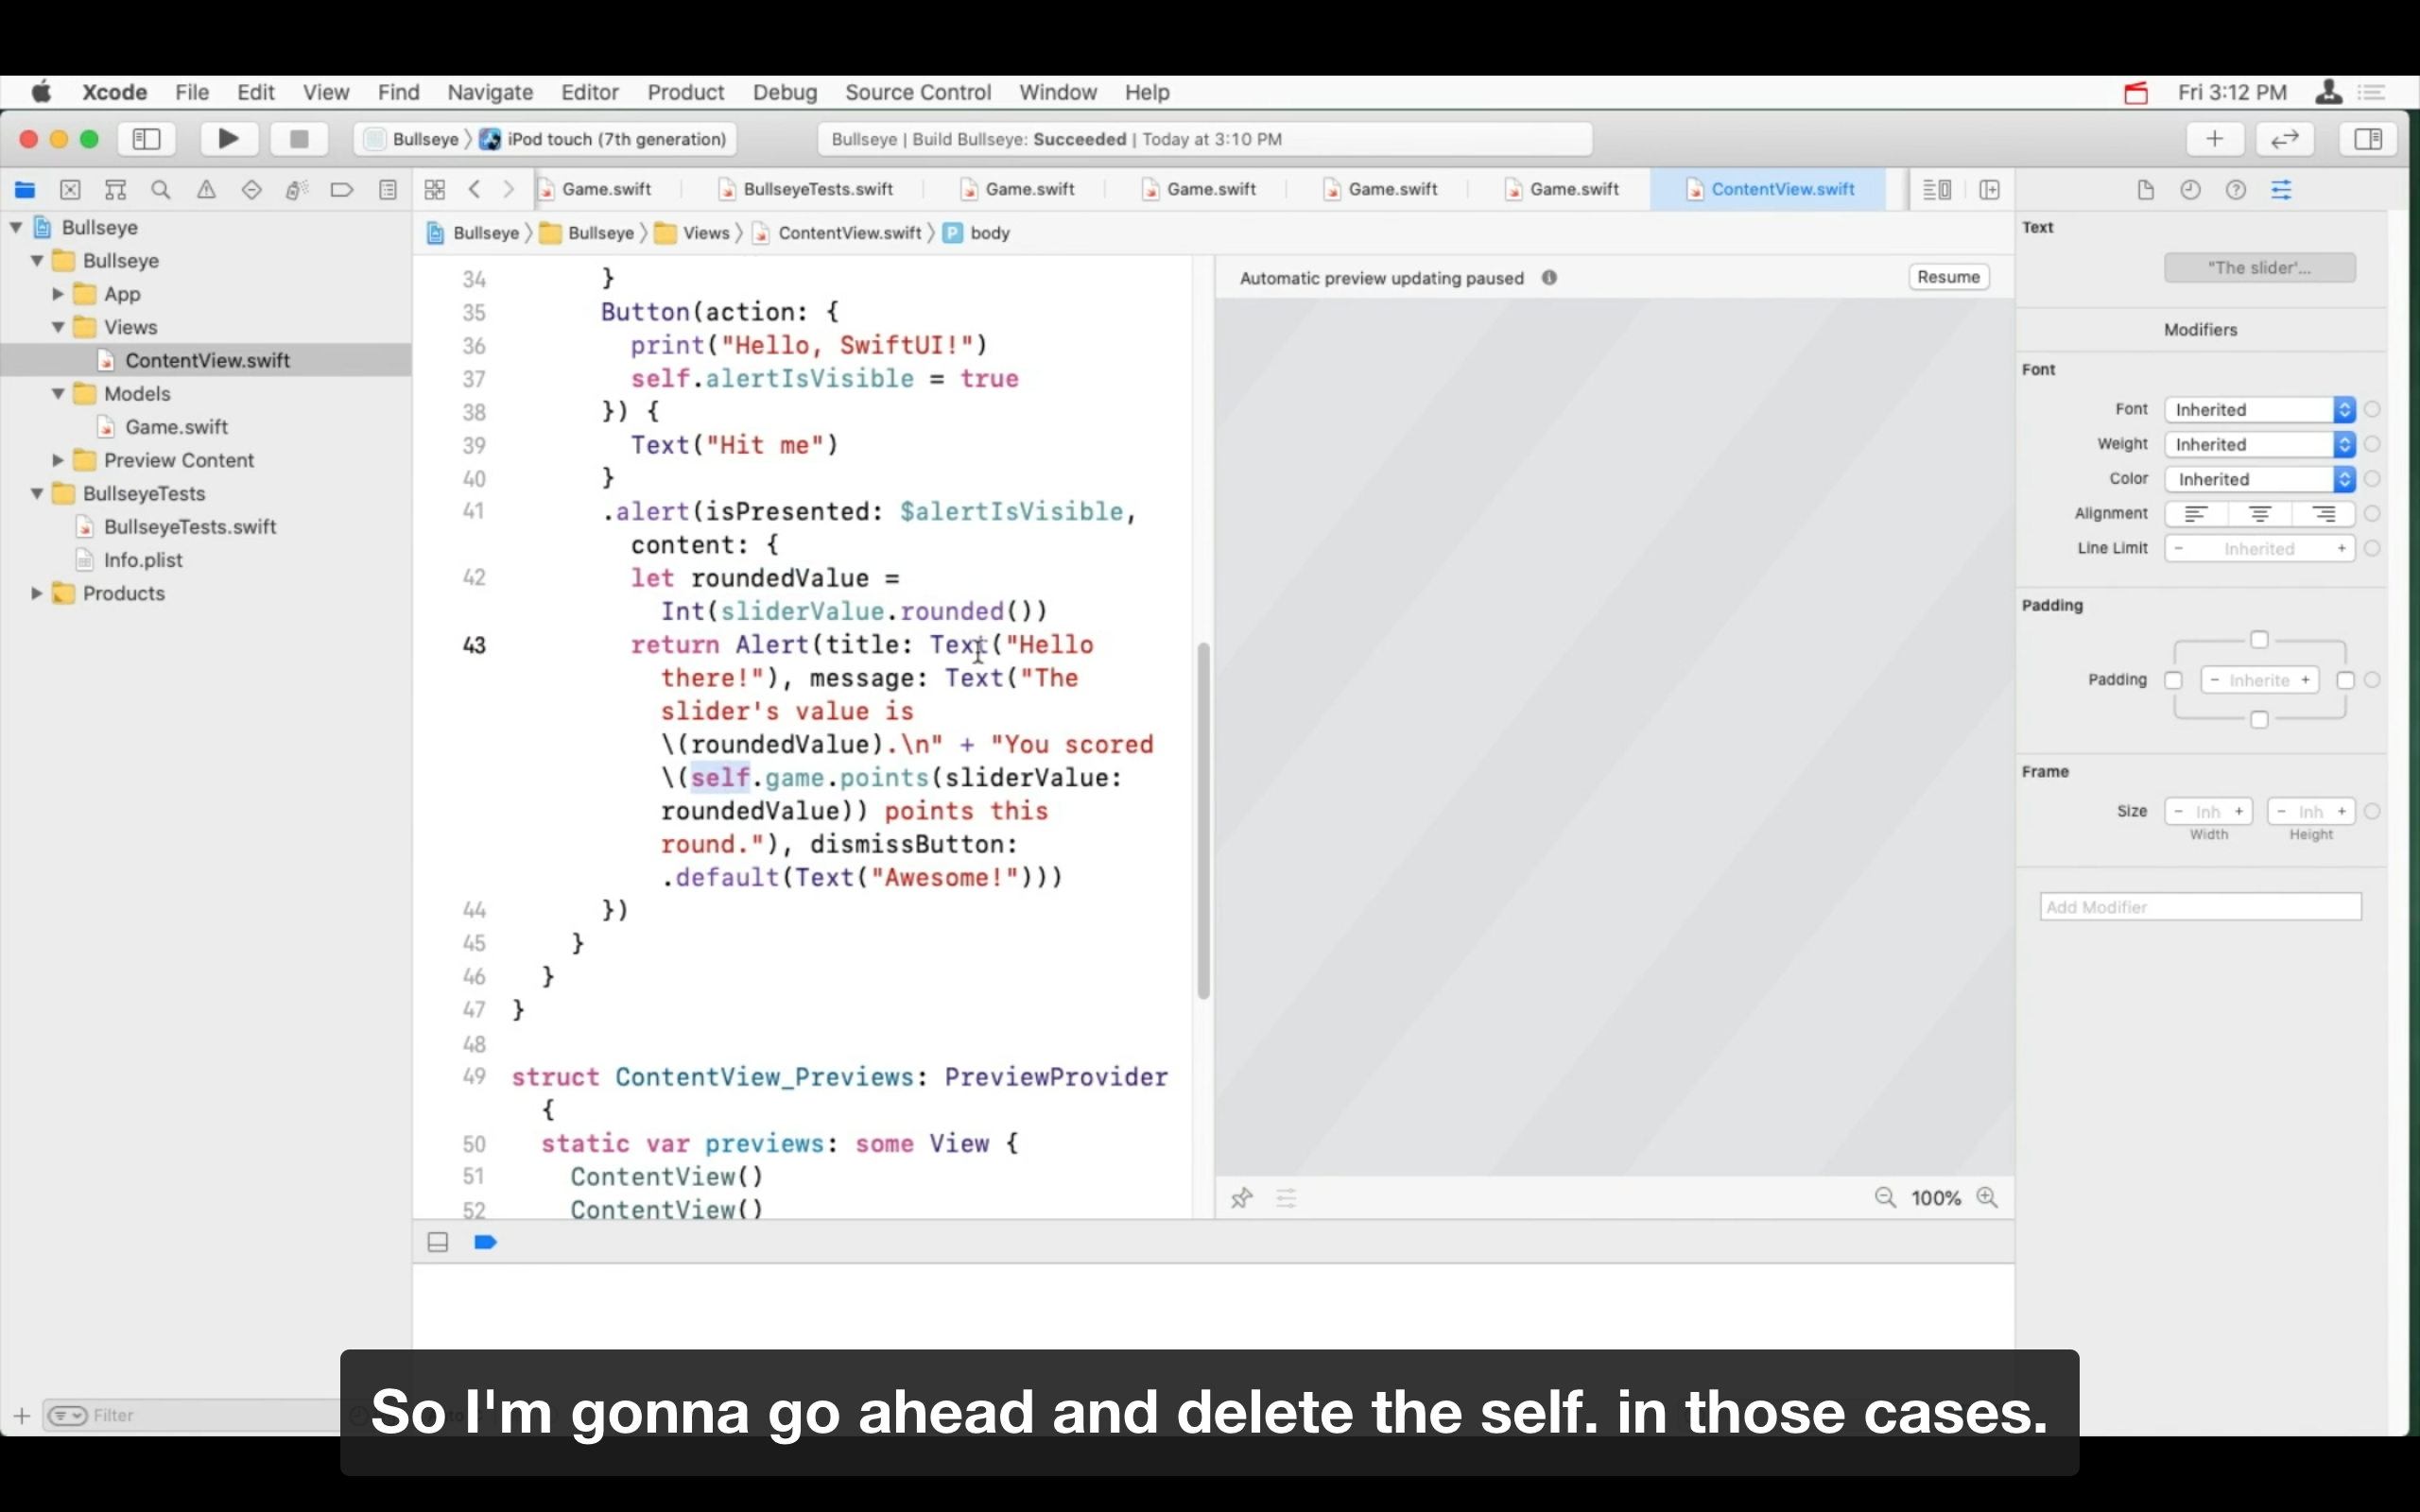 Xcode File Edit View Find Navigate Editor Product Debug Source Control Window Help Fri 3:12 PM
Bullseye iPod touch (7th generation) Bullseye | Build Bullseye: Succeeded | Today at 3:10 PM
Game.swift BullseyeTests.swift Game.swift Game.swift Game.swift Game.swift ContentView.swift
Bullseye Bullseye Views ContentView.swift P body
Bullseye
Bullseye
App
Views
ContentView.swift
Models
Game.swift
Preview Content
BullseyeTests
BullseyeTests.swift
Info.plist
Products
Filter
34 }
35 Button(action: {
36 print("Hello, SwiftUI!")
37 self.alertIsVisible = true
38 }) {
39 Text("Hit me")
40 }
41 .alert(isPresented: $alertIsVisible,
content: {
42 let roundedValue =
Int(sliderValue.rounded())
43 return Alert(title: Text("Hello
there!"), message: Text("The
slider's value is
\(roundedValue).\n" + "You scored
\(self.game.points(sliderValue:
roundedValue)) points this
round."), dismissButton:
.default(Text("Awesome!")))
44 })
45 }
46 }
47 }
48
49 struct ContentView_Previews: PreviewProvider
{
50 static var previews: some View {
51 ContentView()
52 ContentView()
Automatic preview updating paused Resume
100%
Text
"The slider'...
Modifiers
Font
Font Inherited
Weight Inherited
Color Inherited
Alignment
Line Limit - Inherited +
Padding
Padding - Inherite +
Frame
Size - Inh + - Inh +
Width Height
Add Modifier
So I'm gonna go ahead and delete the self. in those cases.